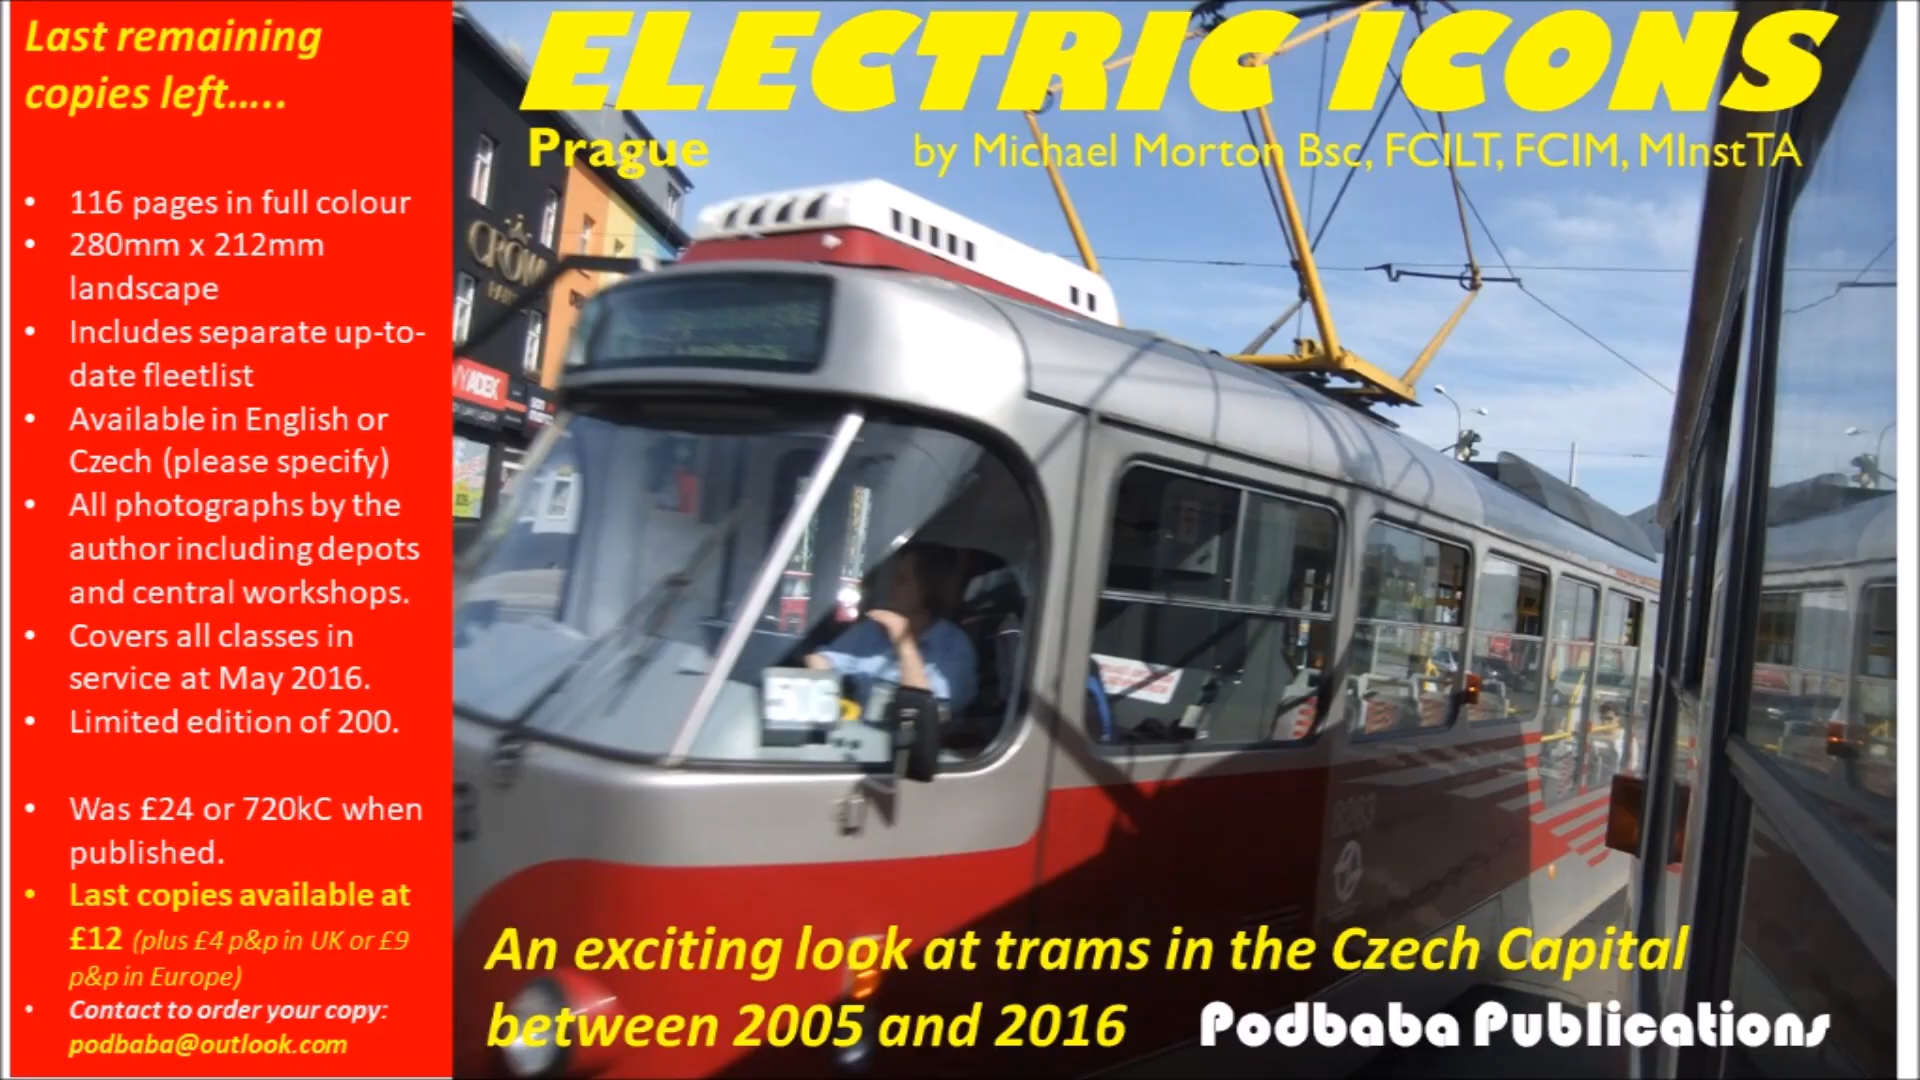 Last remaining
copies left.....
• 116 pages in full colour
• 280mm x 212mm
landscape
• Includes separate up-to-
date fleetlist
• Available in English or
Czech (please specify)
• All photographs by the
author including depots
and central workshops.
• Covers all classes in
service at May 2016.
• Limited edition of 200.
• Was £24 or 720kC when
published.
• Last copies available at
£12 (plus £4 p&p in UK or £9
p&p in Europe)
• Contact to order your copy:
podbaba@outlook.com
ELECTRIC ICONS
Prague
by Michael Morton Bsc, FCILT, FCIM, MInstTA
CROWN
An exciting look at trams in the Czech Capital
between 2005 and 2016
Podbaba Publications